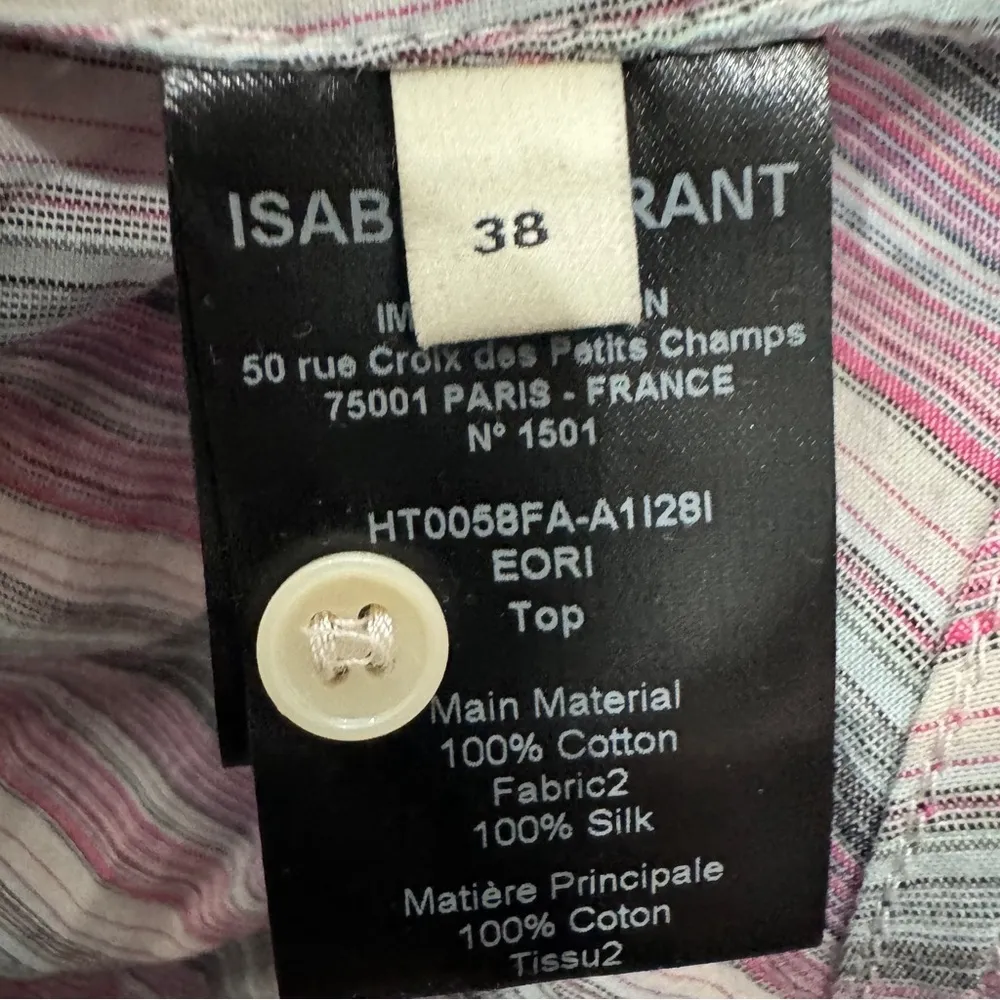 38
ISAB RANT
IM N
50 rue Croix des Petits Champs
75001 PARIS - FRANCE
N° 1501
HT0058FA-A1I28I
EORI
Top
Main Material
100% Cotton
Fabric2
100% Silk
Matière Principale
100% Coton
Tissu2